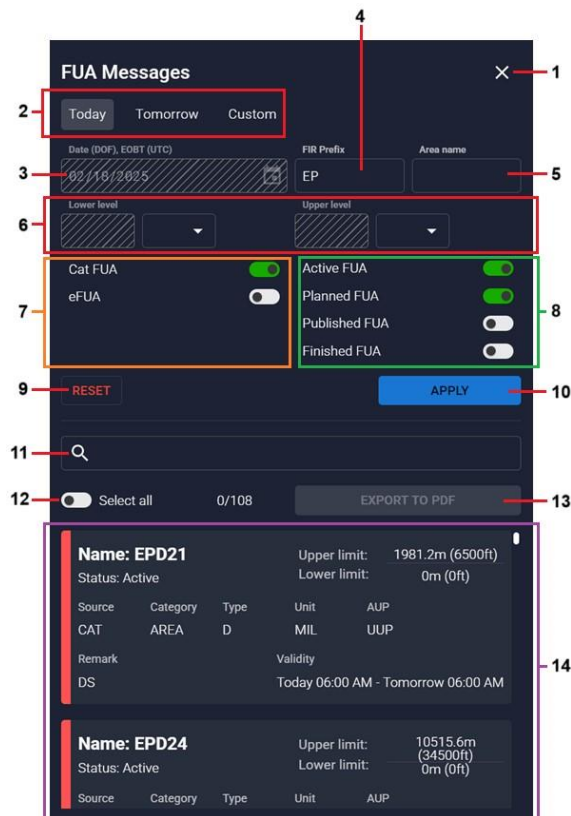 4
FUA Messages
1
2
Today Tomorrow Custom
Date (DOF), EOBT (UTC) FIR Prefix Area name
3 02/18/2025 EP 5
Lower level Upper level
6
Cat FUA Active FUA
eFUA Planned FUA
7 Published FUA 8
Finished FUA
9 RESET APPLY 10
11
12 Select all 0/108 EXPORT TO PDF 13
Name: EPD21 Upper limit: 1981.2m (6500ft)
Status: Active Lower limit: 0m (0ft)
Source Category Type Unit AUP
CAT AREA D MIL UUP
Remark Validity
14
DS Today 06:00 AM - Tomorrow 06:00 AM
Name: EPD24 Upper limit: 10515.6m
(34500ft)
Status: Active Lower limit: 0m (0ft)
Source Category Type Unit AUP